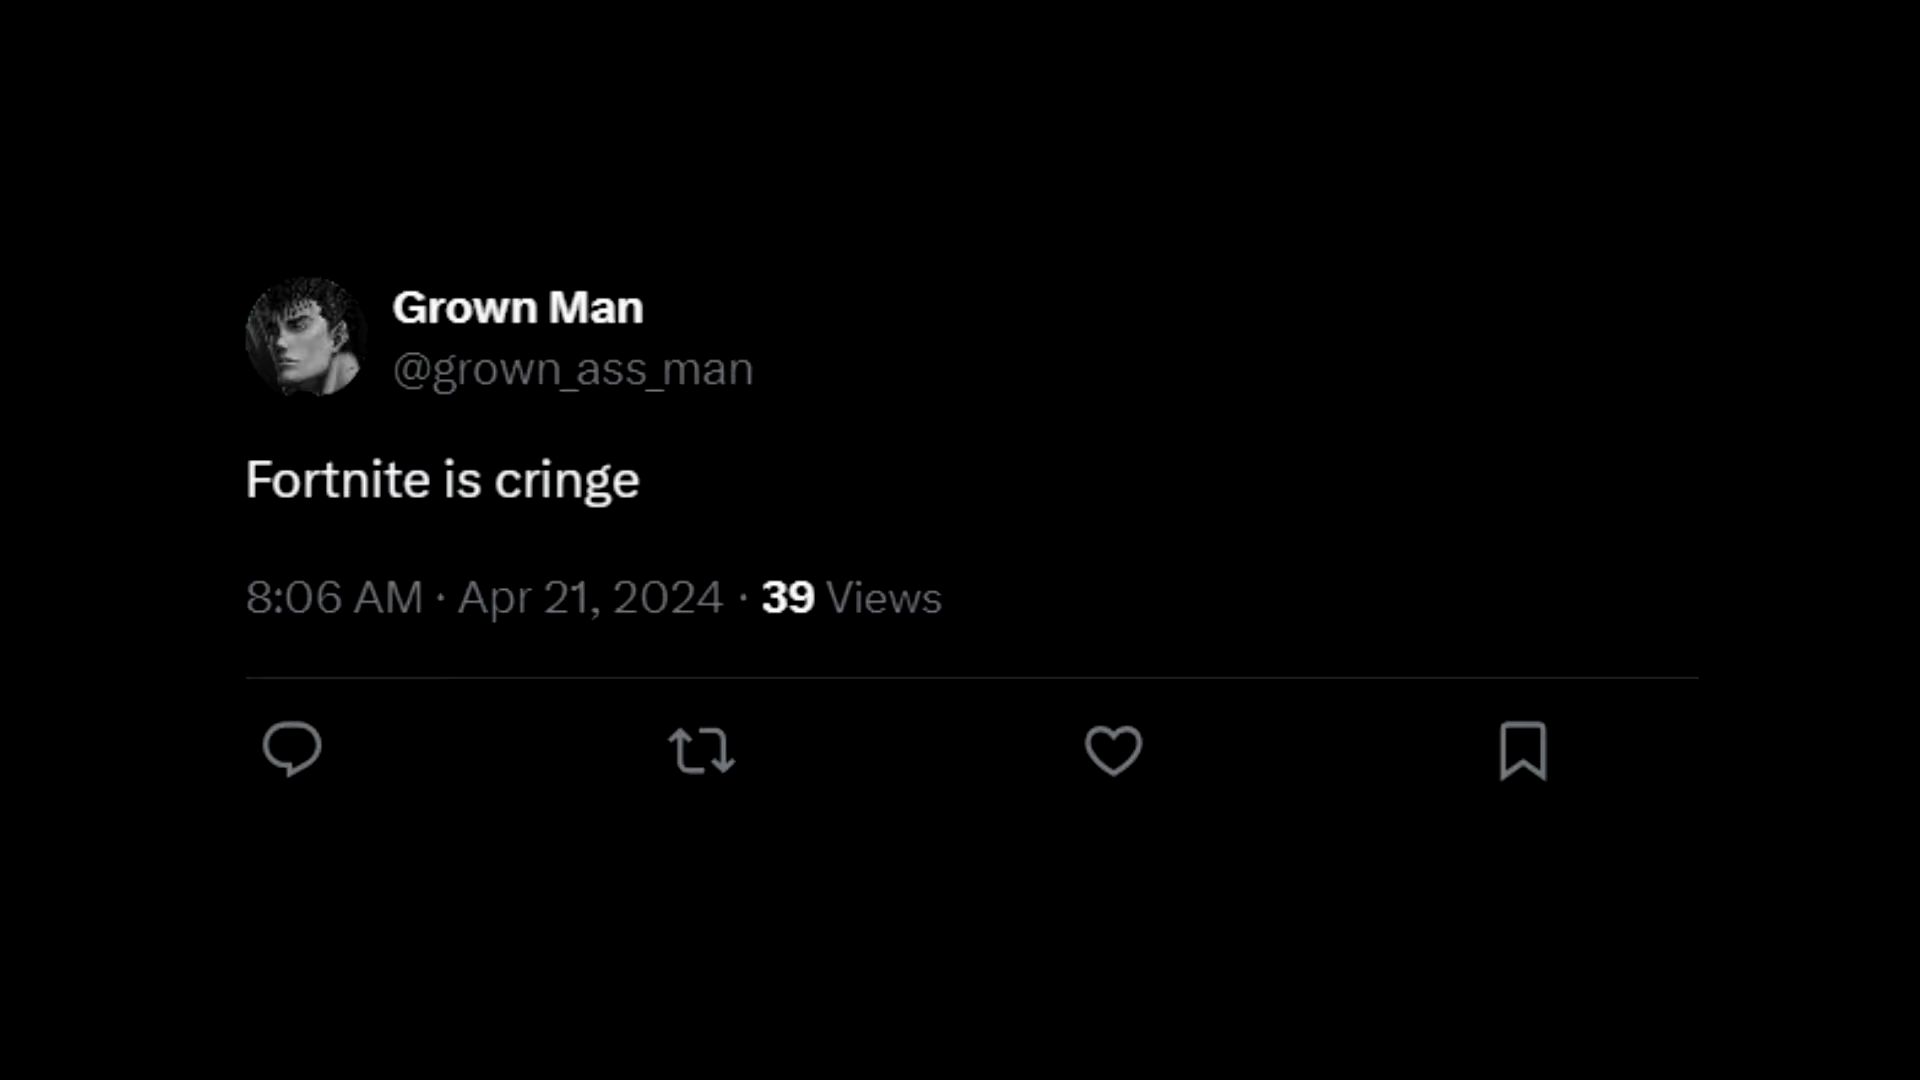 Grown Man
@grown_ass_man
Fortnite is cringe
8:06 AM · Apr 21, 2024 · 39 Views